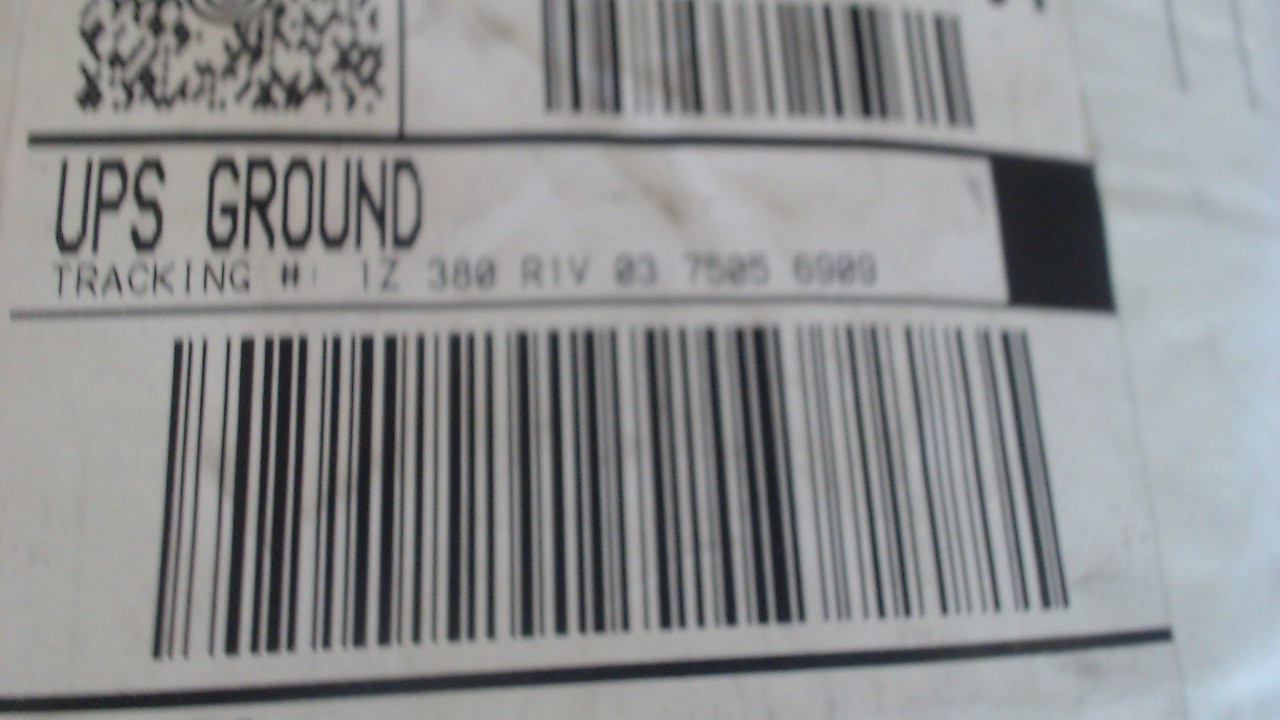 UPS GROUND
TRACKING #: 1Z 380 R1V 03 7505 6909